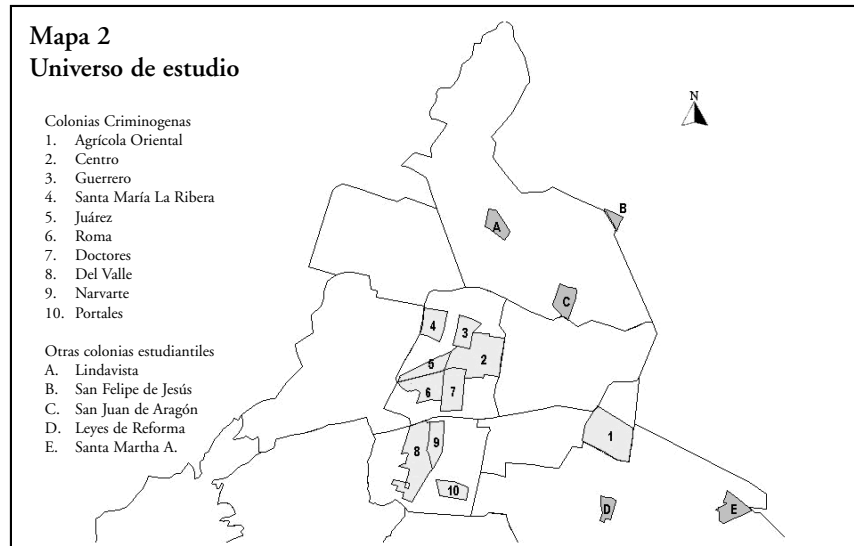 Mapa 2
Universo de estudio
Colonias Criminogenas
1. Agrícola Oriental
2. Centro
3. Guerrero
4. Santa María La Ribera
5. Juárez
6. Roma
7. Doctores
8. Del Valle
9. Narvarte
10. Portales
Otras colonias estudiantiles
A. Lindavista
B. San Felipe de Jesús
C. San Juan de Aragón
D. Leyes de Reforma
E. Santa Martha A.
N
B
A
C
4
3
2
5
6
7
1
9
8
10
D
E